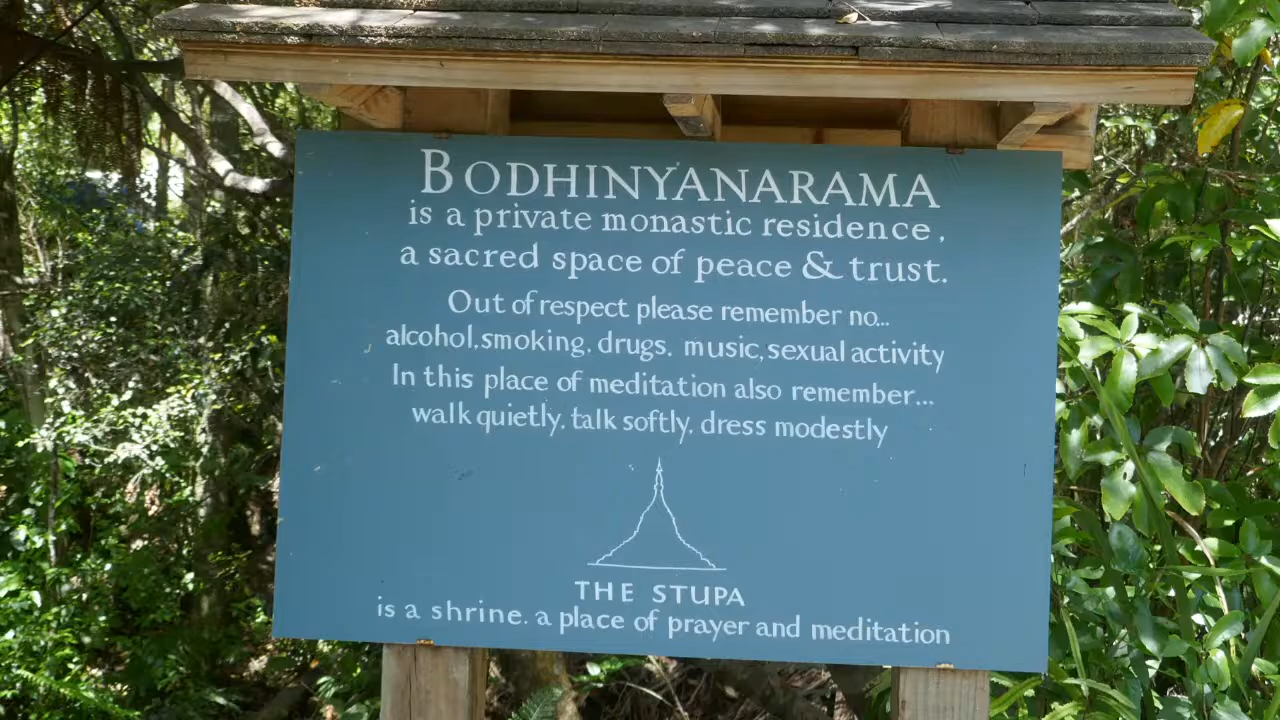 BODHINYANARAMA
is a private monastic residence,
a sacred space of peace & trust.
Out of respect please remember no...
alcohol, smoking, drugs, music, sexual activity
In this place of meditation also remember...
walk quietly, talk softly, dress modestly
THE STUPA
is a shrine. a place of prayer and meditation